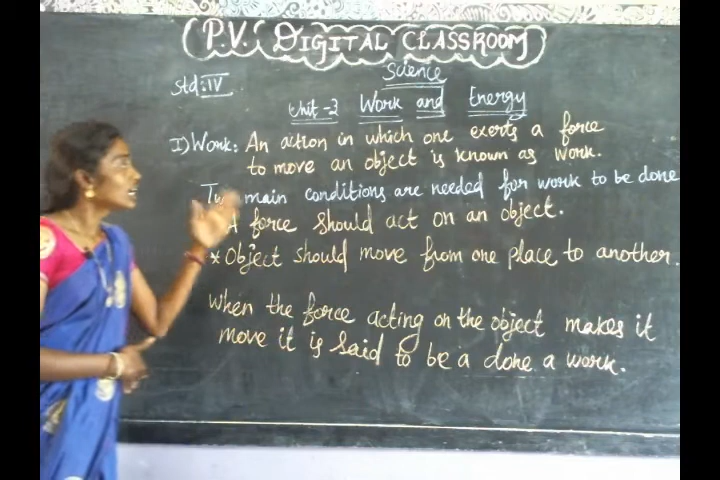 P.V. DIGITAL CLASSROOM
Science
Std: IV
Unit-3 Work and Energy
I) Work: An action in which one exerts a force
to move an object is known as work.
main conditions are needed for work to be done
A force should act on an object.
* Object should move from one place to another.
When the force acting on the object makes it
move it is said to be a done a work.